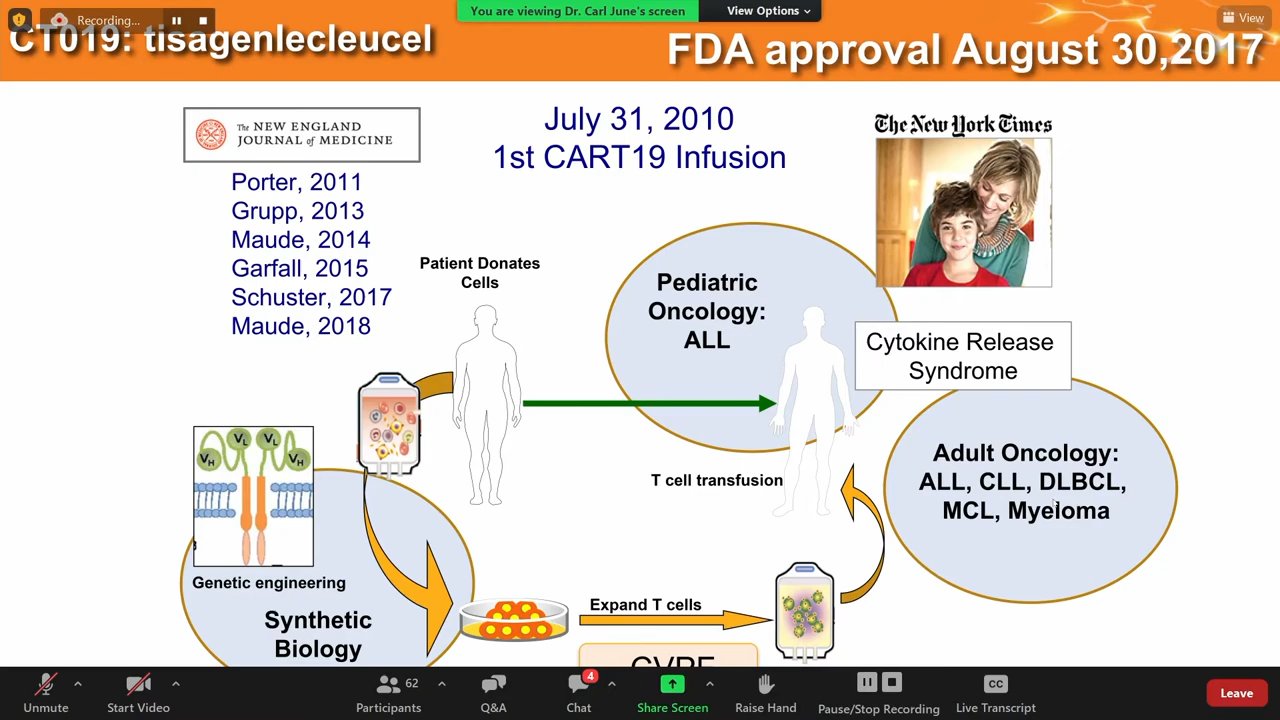 Recording...
You are viewing Dr. Carl June's screen
View Options
View
CT019: tisagenlecleucel
FDA approval August 30,2017
The NEW ENGLAND
JOURNAL of MEDICINE
Porter, 2011
Grupp, 2013
Maude, 2014
Garfall, 2015
Schuster, 2017
Maude, 2018
July 31, 2010
1st CART19 Infusion
The New York Times
Patient Donates
Cells
Pediatric
Oncology:
ALL
Cytokine Release
Syndrome
Adult Oncology:
ALL, CLL, DLBCL,
MCL, Myeloma
T cell transfusion
VL VL
VH VH
Genetic engineering
Synthetic
Biology
Expand T cells
Unmute
Start Video
62
Participants
Q&A
4
Chat
Share Screen
Raise Hand
Pause/Stop Recording
CC
Live Transcript
Leave